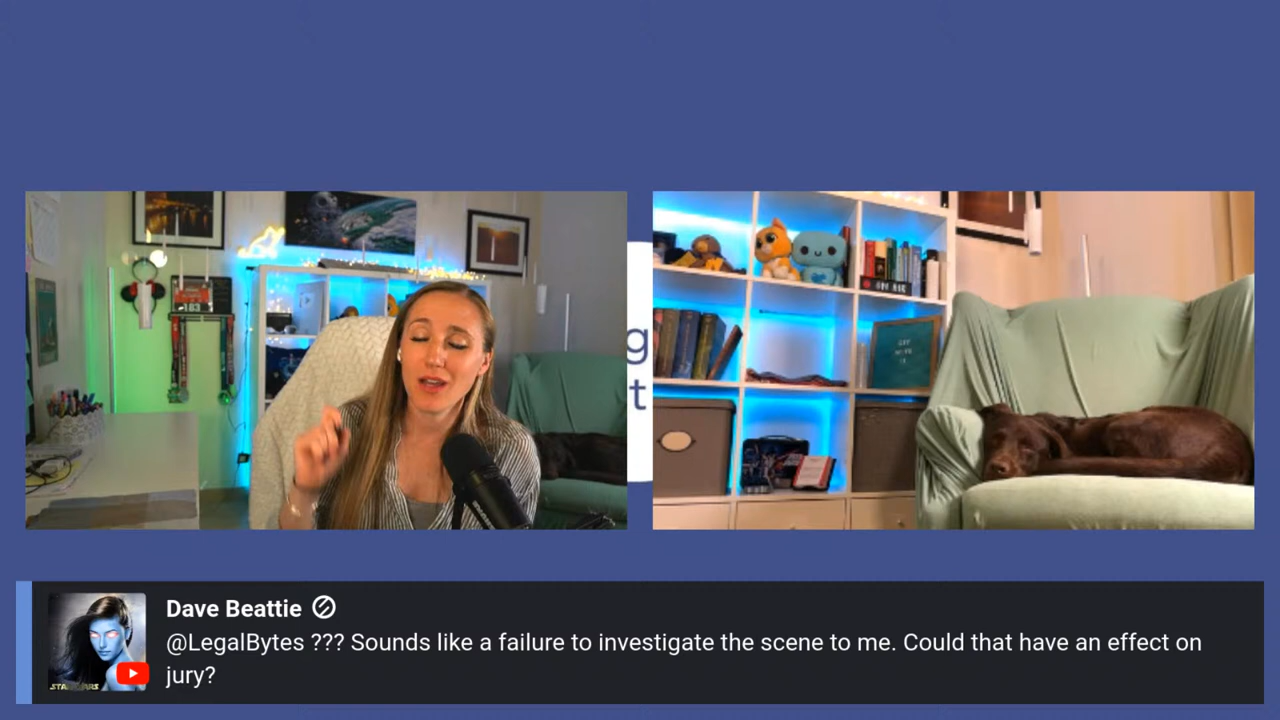 163
g
t
Dave Beattie
@LegalBytes ??? Sounds like a failure to investigate the scene to me. Could that have an effect on
jury?